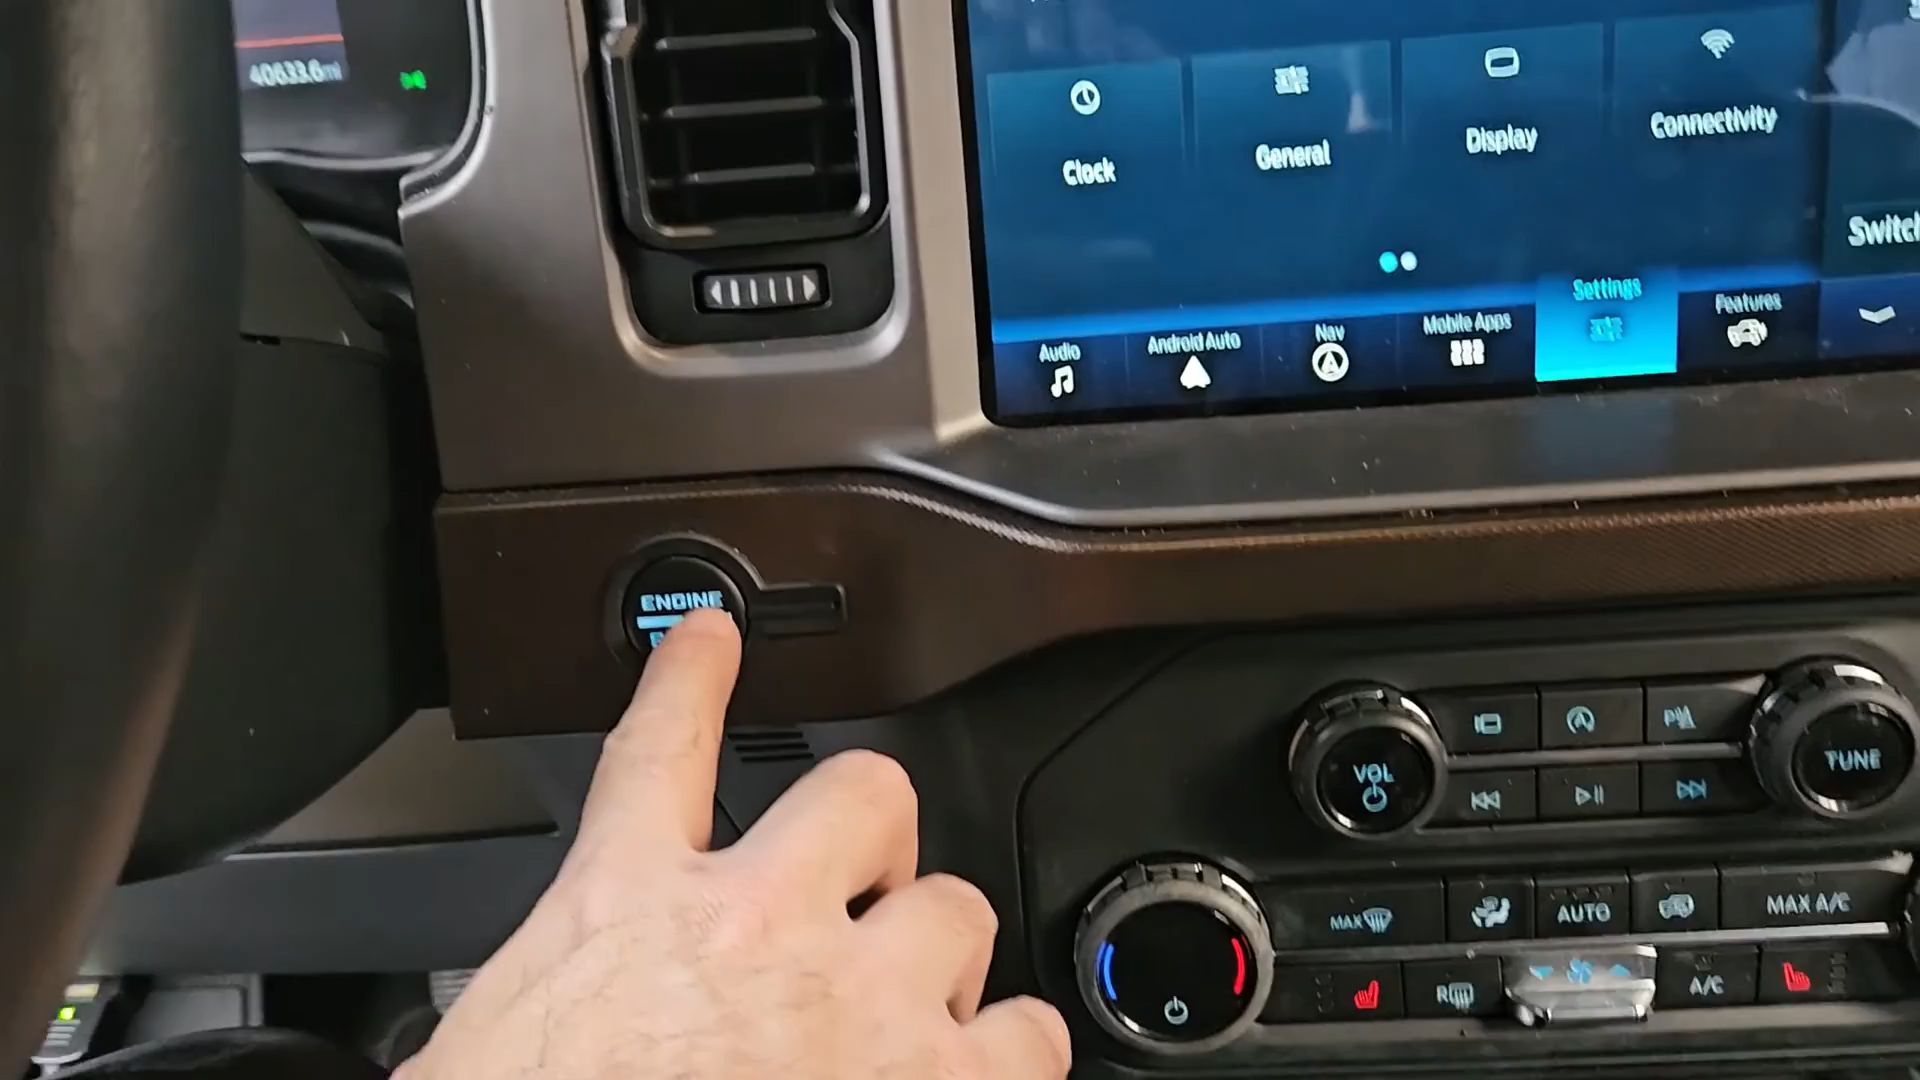 40633.6mi
Clock
General
Display
Connectivity
Switch
Audio
Android Auto
Nav
Mobile Apps
Settings
Features
ENGINE
VOL
TUNE
MAX
AUTO
MAX A/C
R
A/C